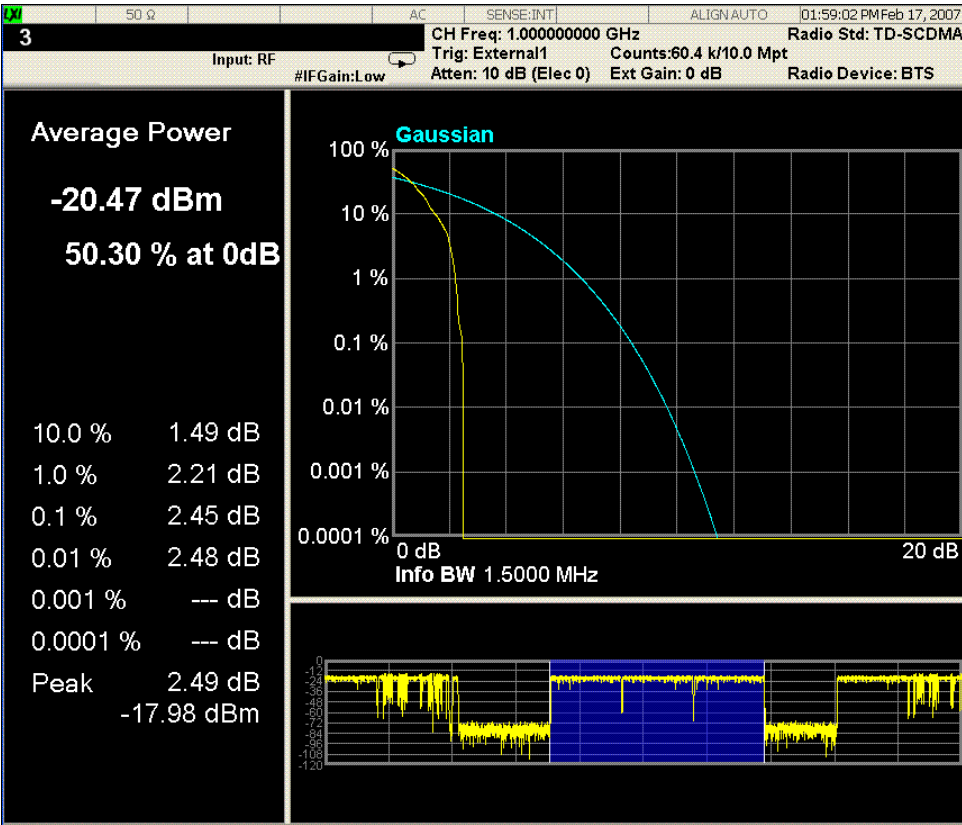 LXI 50 Ω AC SENSE:INT ALIGN AUTO 01:59:02 PM Feb 17, 2007
3
CH Freq: 1.000000000 GHz Radio Std: TD-SCDMA
Input: RF Trig: External1 Counts:60.4 k/10.0 Mpt
#IFGain:Low Atten: 10 dB (Elec 0) Ext Gain: 0 dB Radio Device: BTS
Average Power
-20.47 dBm
50.30 % at 0dB
10.0 % 1.49 dB
1.0 % 2.21 dB
0.1 % 2.45 dB
0.01 % 2.48 dB
0.001 % --- dB
0.0001 % --- dB
Peak 2.49 dB
-17.98 dBm
Gaussian
100 %
10 %
1 %
0.1 %
0.01 %
0.001 %
0.0001 %
0 dB 20 dB
Info BW 1.5000 MHz
0
-12
-24
-36
-48
-60
-72
-84
-96
-108
-120